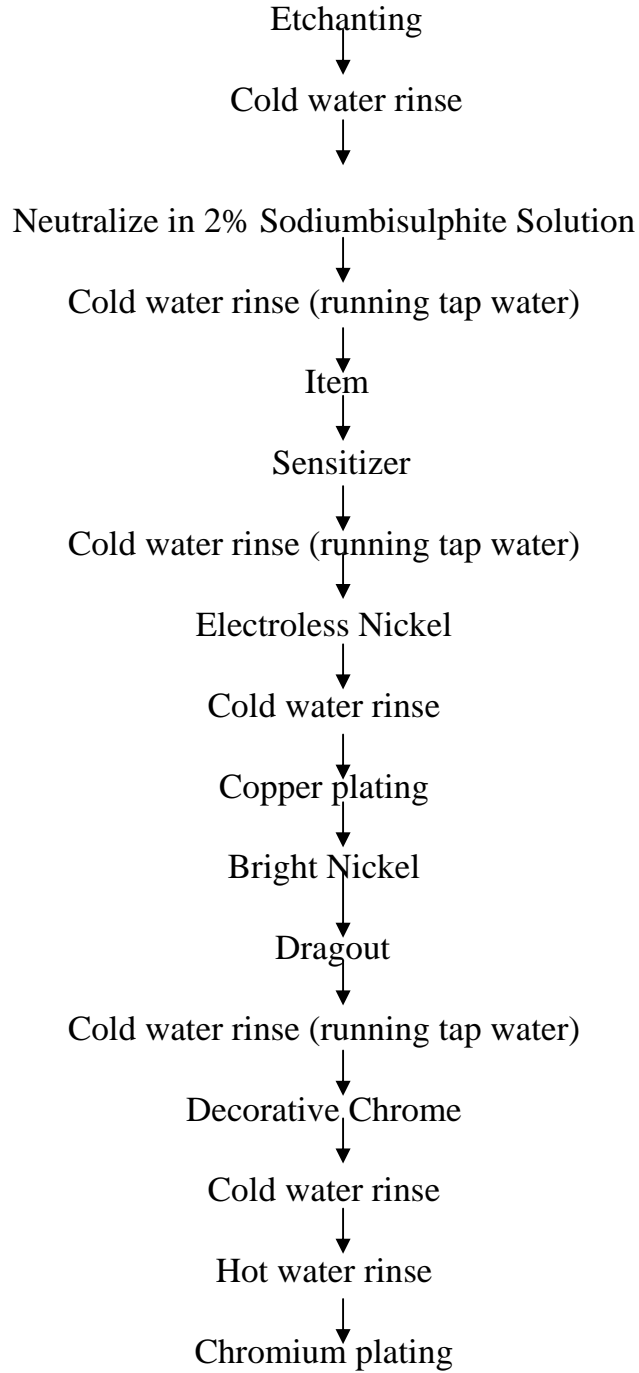 Etchanting
Cold water rinse
Neutralize in 2% Sodiumbisulphite Solution
Cold water rinse (running tap water)
Item
Sensitizer
Cold water rinse (running tap water)
Electroless Nickel
Cold water rinse
Copper plating
Bright Nickel
Dragout
Cold water rinse (running tap water)
Decorative Chrome
Cold water rinse
Hot water rinse
Chromium plating